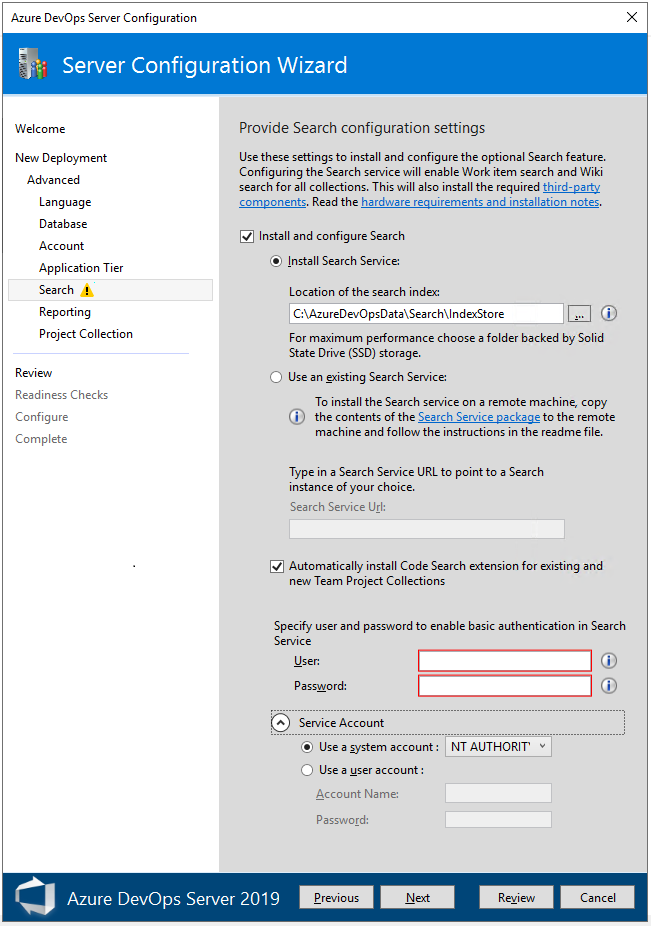 Azure DevOps Server Configuration
Server Configuration Wizard
Welcome
New Deployment
Advanced
Language
Database
Account
Application Tier
Search
Reporting
Project Collection
Review
Readiness Checks
Configure
Complete
Provide Search configuration settings
Use these settings to install and configure the optional Search feature.
Configuring the Search service will enable Work item search and Wiki
search for all collections. This will also install the required third-party
components. Read the hardware requirements and installation notes.
Install and configure Search
Install Search Service:
Location of the search index:
C:\AzureDevOpsData\Search\IndexStore
...
For maximum performance choose a folder backed by Solid
State Drive (SSD) storage.
Use an existing Search Service:
To install the Search service on a remote machine, copy
the contents of the Search Service package to the remote
machine and follow the instructions in the readme file.
Type in a Search Service URL to point to a Search
instance of your choice.
Search Service Url:
Automatically install Code Search extension for existing and
new Team Project Collections
Specify user and password to enable basic authentication in Search
Service
User:
Password:
Service Account
Use a system account : NT AUTHORIT
Use a user account :
Account Name:
Password:
Azure DevOps Server 2019
Previous
Next
Review
Cancel